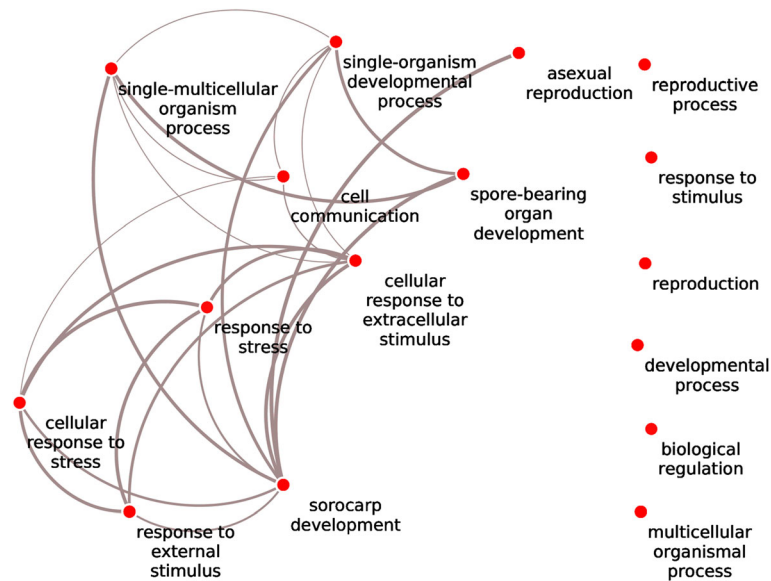 single-multicellular
organism
process
single-organism
developmental
process
asexual
reproduction
reproductive
process
cell
communication
spore-bearing
organ
development
response to
stimulus
cellular
response to
extracellular
stimulus
reproduction
response to
stress
developmental
process
cellular
response to
stress
biological
regulation
sorocarp
development
response to
external
stimulus
multicellular
organismal
process